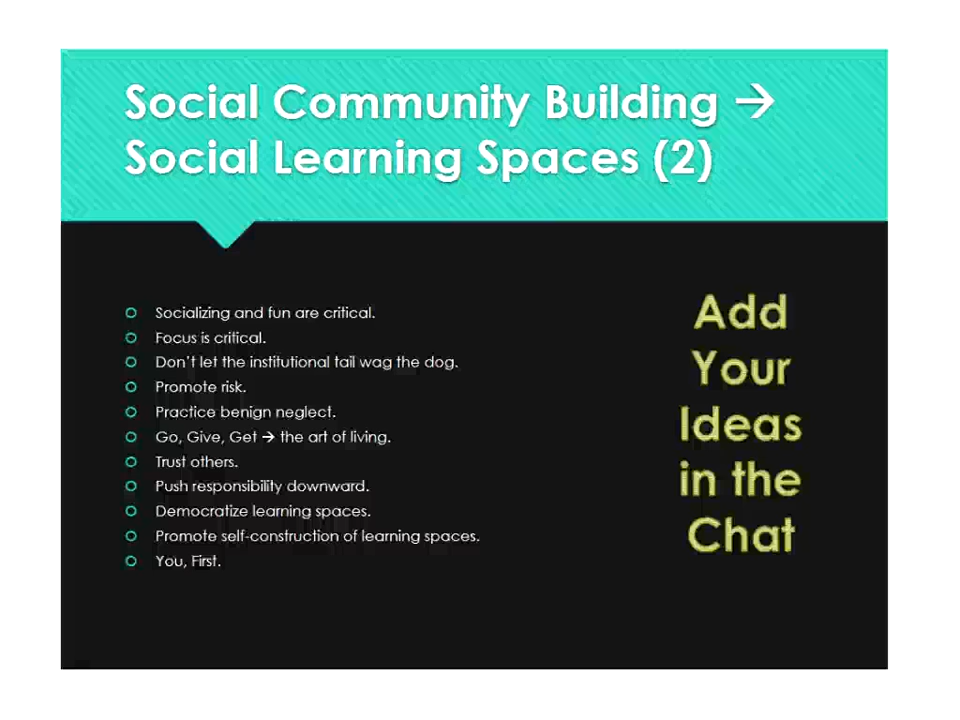 Social Community Building →
Social Learning Spaces (2)
Socializing and fun are critical.
Focus is critical.
Don't let the institutional tail wag the dog.
Promote risk.
Practice benign neglect.
Go, Give, Get → the art of living.
Trust others.
Push responsibility downward.
Democratize learning spaces.
Promote self-construction of learning spaces.
You, First.
Add
Your
Ideas
in the
Chat